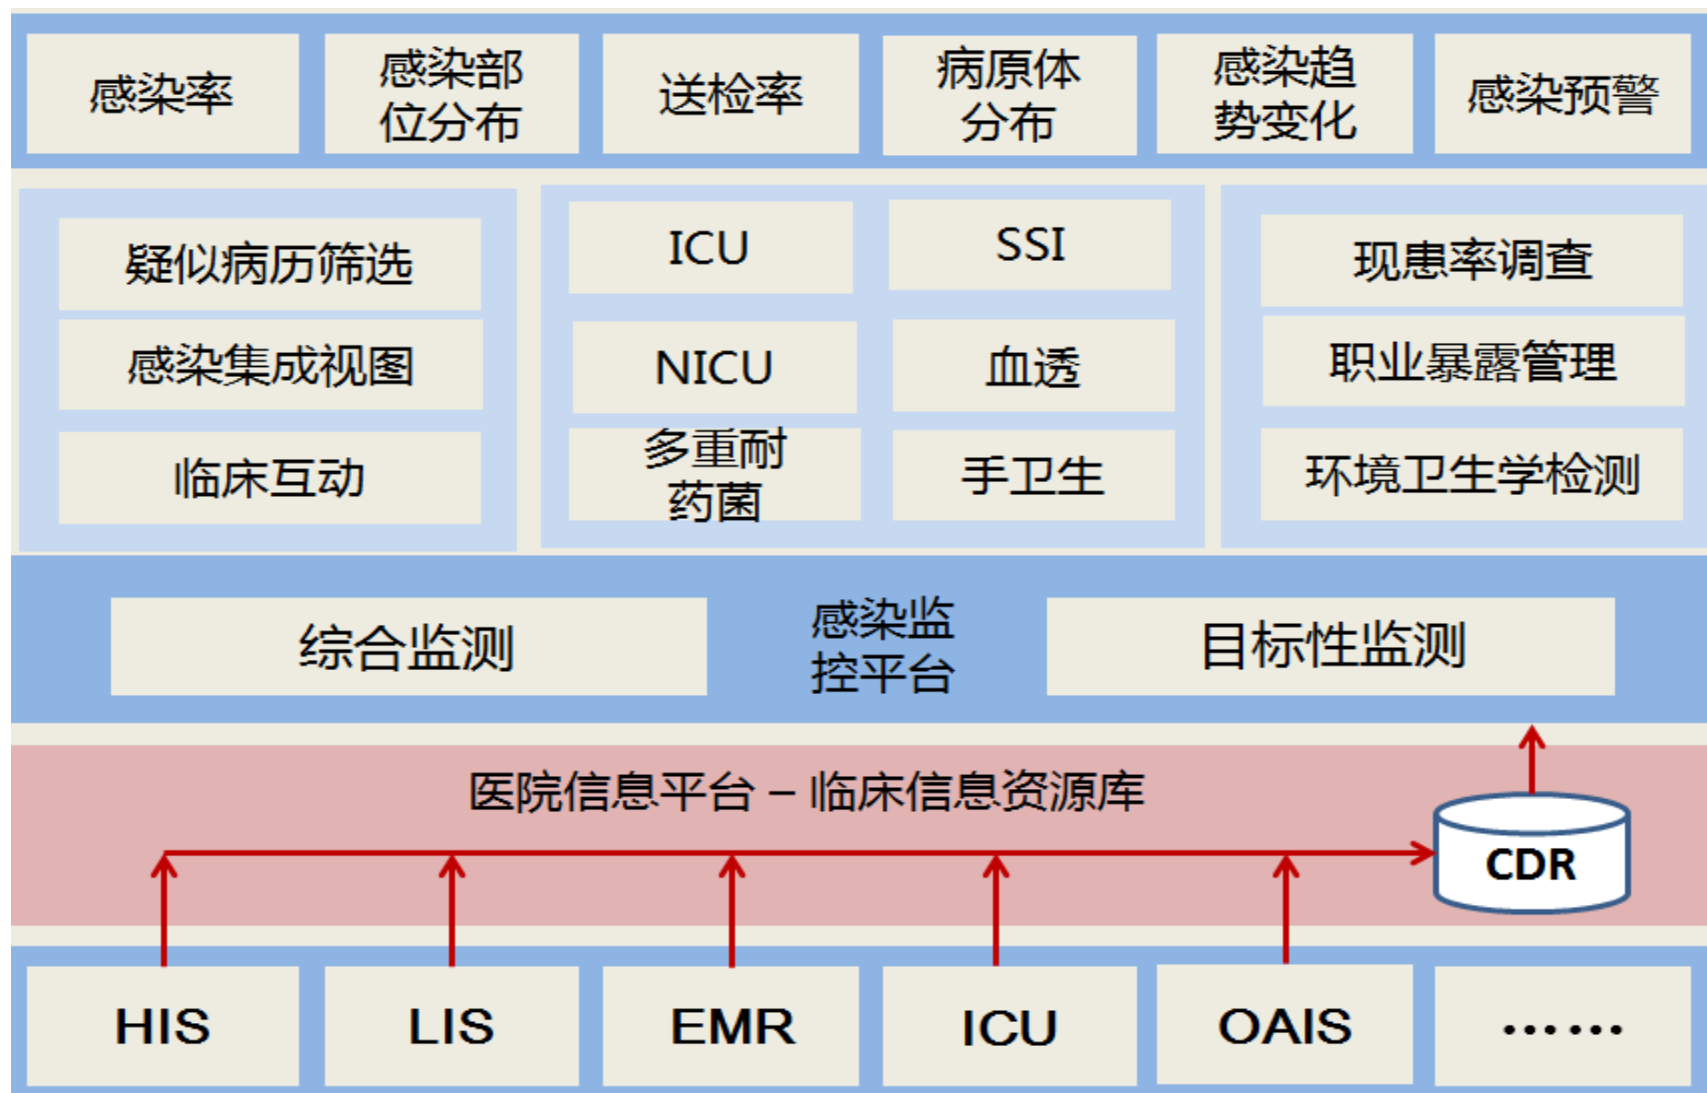 感染率
感染部
位分布
送检率
病原体
分布
感染趋
势变化
感染预警
疑似病历筛选
感染集成视图
临床互动
ICU
SSI
NICU
血透
多重耐
药菌
手卫生
现患率调查
职业暴露管理
环境卫生学检测
综合监测
感染监
控平台
目标性监测
医院信息平台 – 临床信息资源库
CDR
HIS
LIS
EMR
ICU
OAIS
……